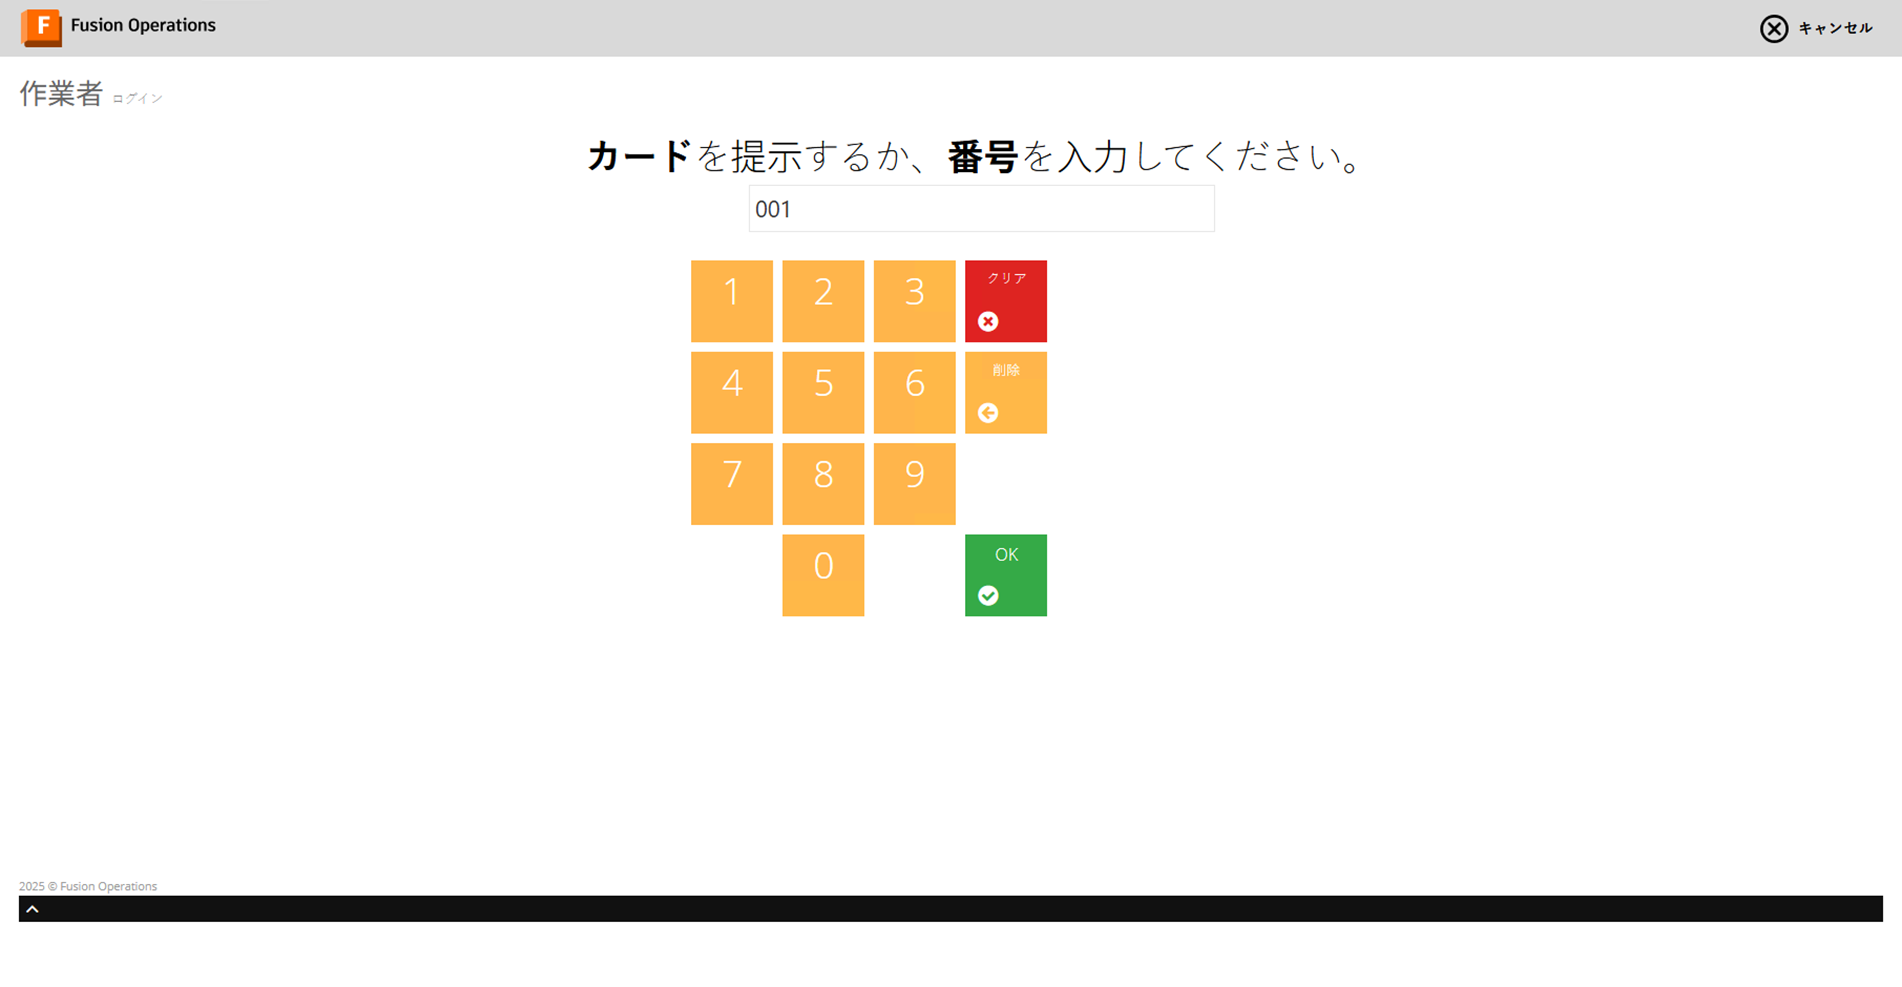 F Fusion Operations
キャンセル
作業者 ログイン
カードを提示するか、番号を入力してください。
001
1 2 3 クリア
4 5 6 削除
7 8 9
0 OK
2025 © Fusion Operations